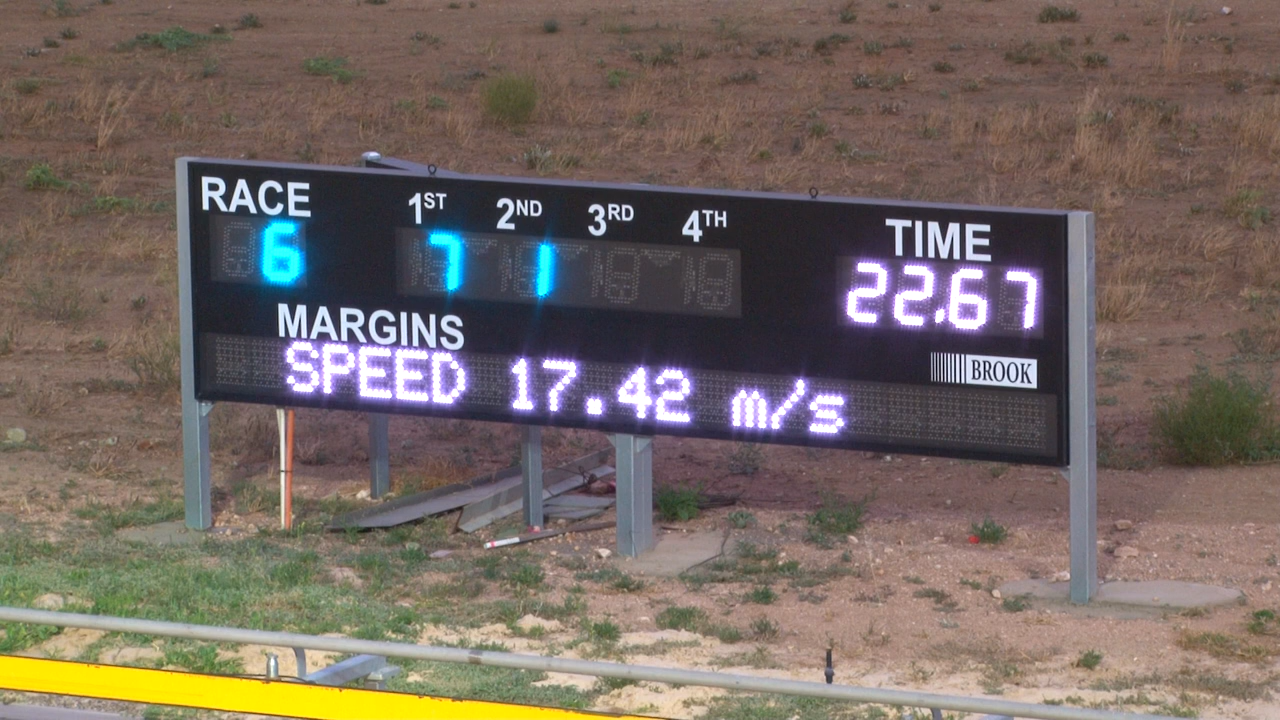 RACE 1ST 2ND 3RD 4TH TIME
6 7 1 22.67
MARGINS
SPEED 17.42 m/s
BROOK